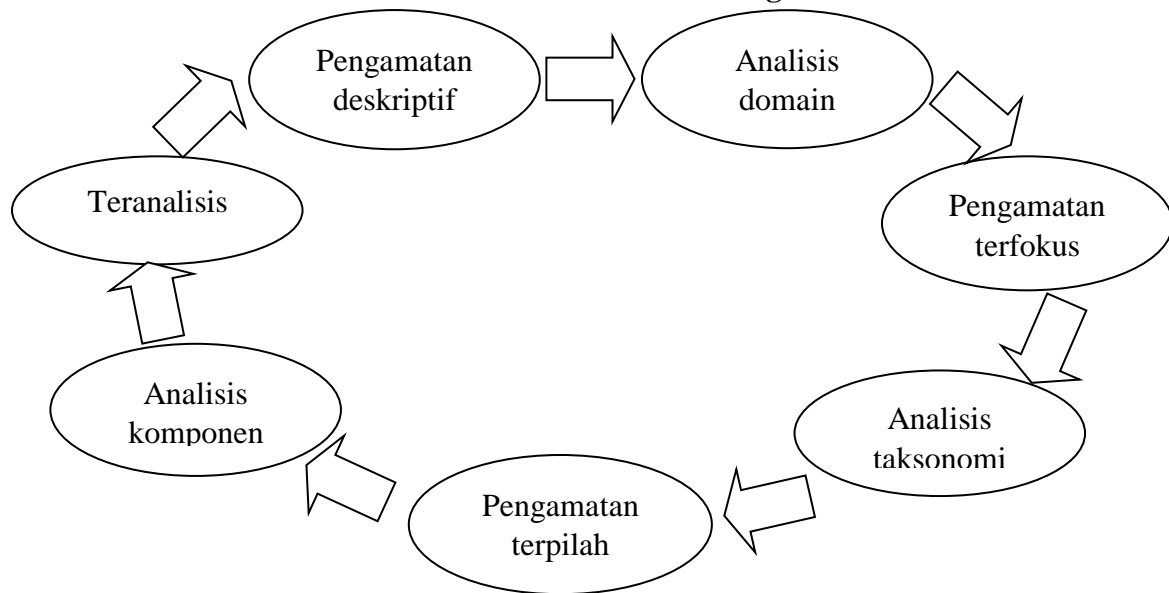 Pengamatan
deskriptif
Analisis
domain
Pengamatan
terfokus
Analisis
taksonomi
Pengamatan
terpilah
Analisis
komponen
Teranalisis